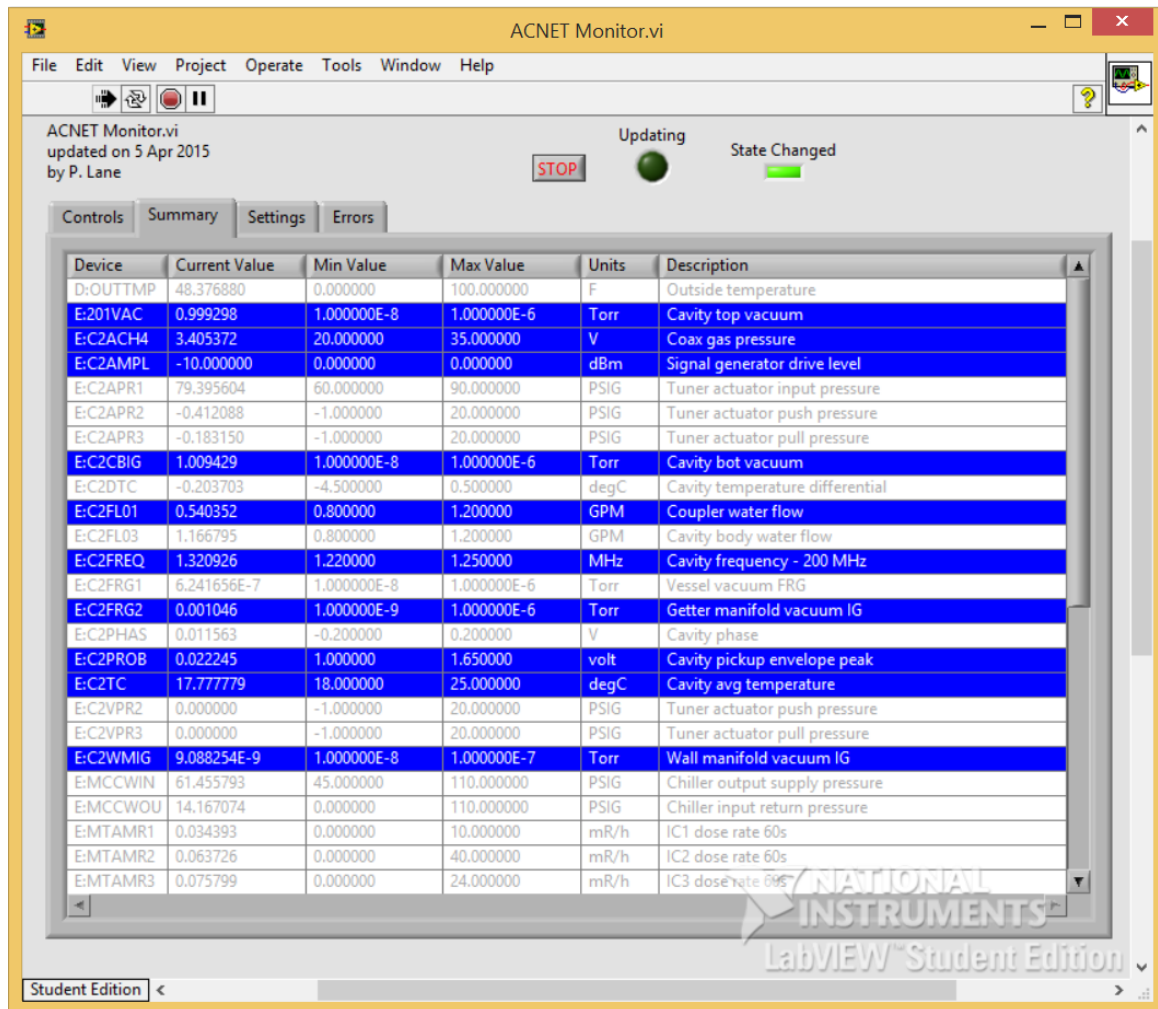 ACNET Monitor.vi
File Edit View Project Operate Tools Window Help
ACNET Monitor.vi
updated on 5 Apr 2015
by P. Lane
STOP
Updating
State Changed
Controls Summary Settings Errors
Device Current Value Min Value Max Value Units Description
D:OUTTMP 48.376880 0.000000 100.000000 F Outside temperature
E:201VAC 0.999298 1.000000E-8 1.000000E-6 Torr Cavity top vacuum
E:C2ACH4 3.405372 20.000000 35.000000 V Coax gas pressure
E:C2AMPL -10.000000 0.000000 0.000000 dBm Signal generator drive level
E:C2APR1 79.395604 60.000000 90.000000 PSIG Tuner actuator input pressure
E:C2APR2 -0.412088 -1.000000 20.000000 PSIG Tuner actuator push pressure
E:C2APR3 -0.183150 -1.000000 20.000000 PSIG Tuner actuator pull pressure
E:C2CBIG 1.009429 1.000000E-8 1.000000E-6 Torr Cavity bot vacuum
E:C2DTC -0.203703 -4.500000 0.500000 degC Cavity temperature differential
E:C2FL01 0.540352 0.800000 1.200000 GPM Coupler water flow
E:C2FL03 1.166795 0.800000 1.200000 GPM Cavity body water flow
E:C2FREQ 1.320926 1.220000 1.250000 MHz Cavity frequency - 200 MHz
E:C2FRG1 6.241656E-7 1.000000E-8 1.000000E-6 Torr Vessel vacuum FRG
E:C2FRG2 0.001046 1.000000E-9 1.000000E-6 Torr Getter manifold vacuum IG
E:C2PHAS 0.011563 -0.200000 0.200000 V Cavity phase
E:C2PROB 0.022245 1.000000 1.650000 volt Cavity pickup envelope peak
E:C2TC 17.777779 18.000000 25.000000 degC Cavity avg temperature
E:C2VPR2 0.000000 -1.000000 20.000000 PSIG Tuner actuator push pressure
E:C2VPR3 0.000000 -1.000000 20.000000 PSIG Tuner actuator pull pressure
E:C2WMIG 9.088254E-9 1.000000E-8 1.000000E-7 Torr Wall manifold vacuum IG
E:MCCWIN 61.455793 45.000000 110.000000 PSIG Chiller output supply pressure
E:MCCWOU 14.167074 0.000000 110.000000 PSIG Chiller input return pressure
E:MTAMR1 0.034393 0.000000 10.000000 mR/h IC1 dose rate 60s
E:MTAMR2 0.063726 0.000000 40.000000 mR/h IC2 dose rate 60s
E:MTAMR3 0.075799 0.000000 24.000000 mR/h IC3 dose rate 60s
NATIONAL
INSTRUMENTS
LabVIEW™ Student Edition
Student Edition